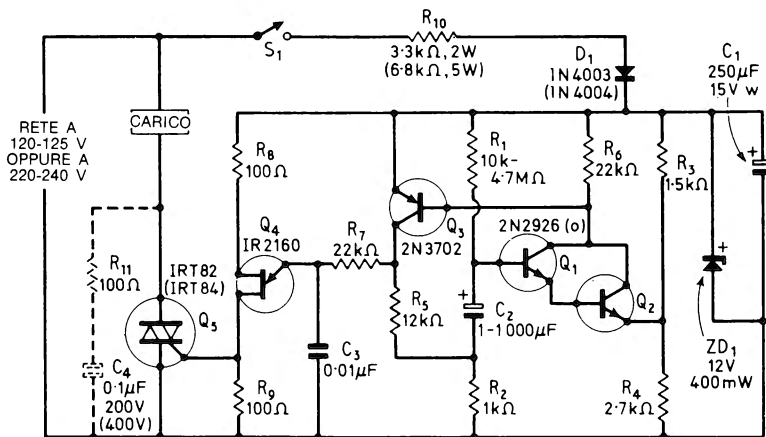 R10
3.3kΩ, 2W
(6.8kΩ, 5W)
S1
D1
1N4003
(1N4004)
C1
250µF
15V w
+
RETE A
120-125 V
OPPURE A
220-240 V
CARICO
R8
100Ω
R1
10k-
4.7MΩ
R6
22kΩ
R3
1.5kΩ
Q4
IR2160
R7
22kΩ
Q3
2N3702
2N2926 (o)
Q1
Q2
R11
100Ω
IRT82
(IRT84)
Q5
R5
12kΩ
+
C2
1-1000µF
+
C4
0.1µF
200V
(400V)
R9
100Ω
C3
0.01µF
R2
1kΩ
R4
2.7kΩ
ZD1
12V
400mW